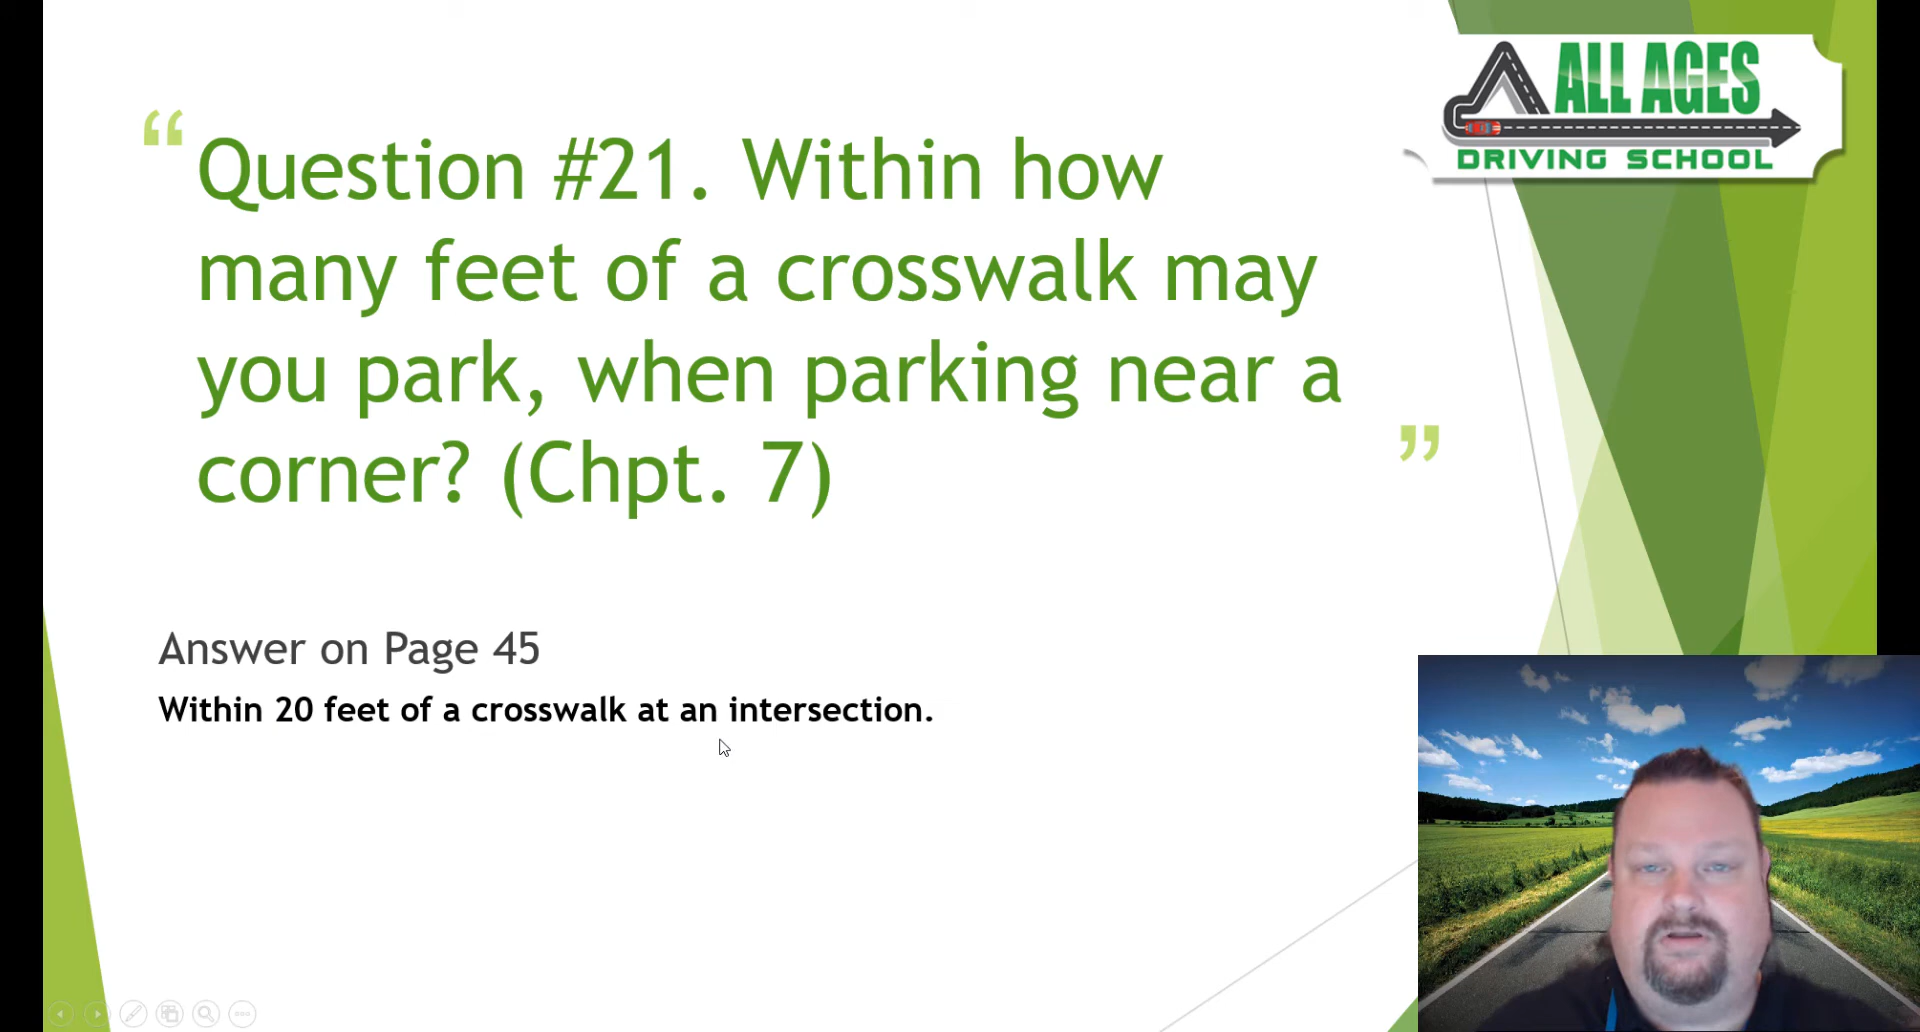 ALL AGES
DRIVING SCHOOL
“
Question #21. Within how
many feet of a crosswalk may
you park, when parking near a
corner? (Chpt. 7)
”
Answer on Page 45
Within 20 feet of a crosswalk at an intersection.